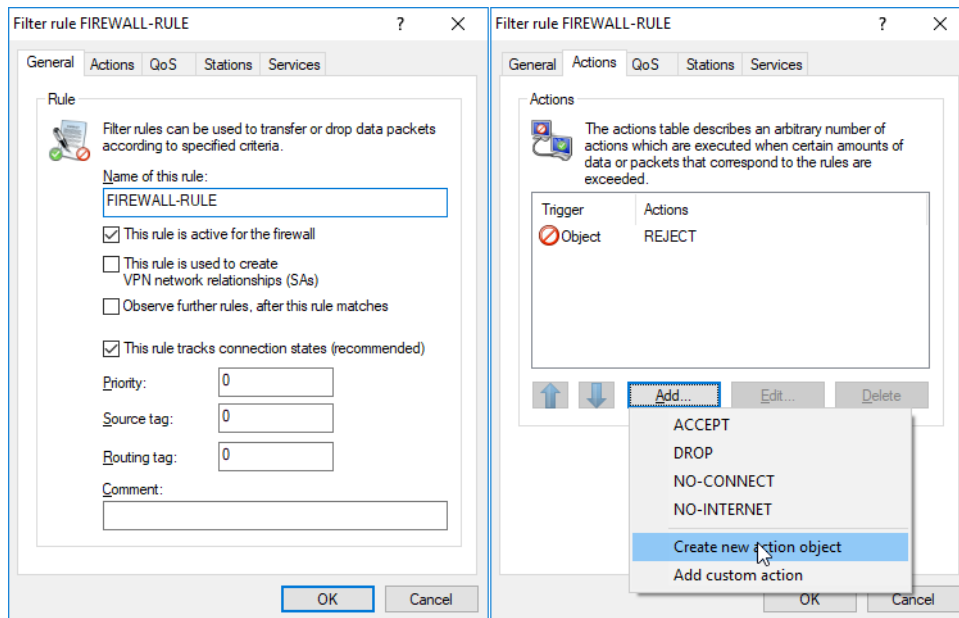 Filter rule FIREWALL-RULE
General Actions QoS Stations Services
Rule
Filter rules can be used to transfer or drop data packets
according to specified criteria.
Name of this rule:
FIREWALL-RULE
This rule is active for the firewall
This rule is used to create
VPN network relationships (SAs)
Observe further rules, after this rule matches
This rule tracks connection states (recommended)
Priority: 0
Source tag: 0
Routing tag: 0
Comment:
OK Cancel
Filter rule FIREWALL-RULE
General Actions QoS Stations Services
Actions
The actions table describes an arbitrary number of
actions which are executed when certain amounts of
data or packets that correspond to the rules are
exceeded.
Trigger Actions
Object REJECT
Add... Edit... Delete
ACCEPT
DROP
NO-CONNECT
NO-INTERNET
Create new action object
Add custom action
OK Cancel